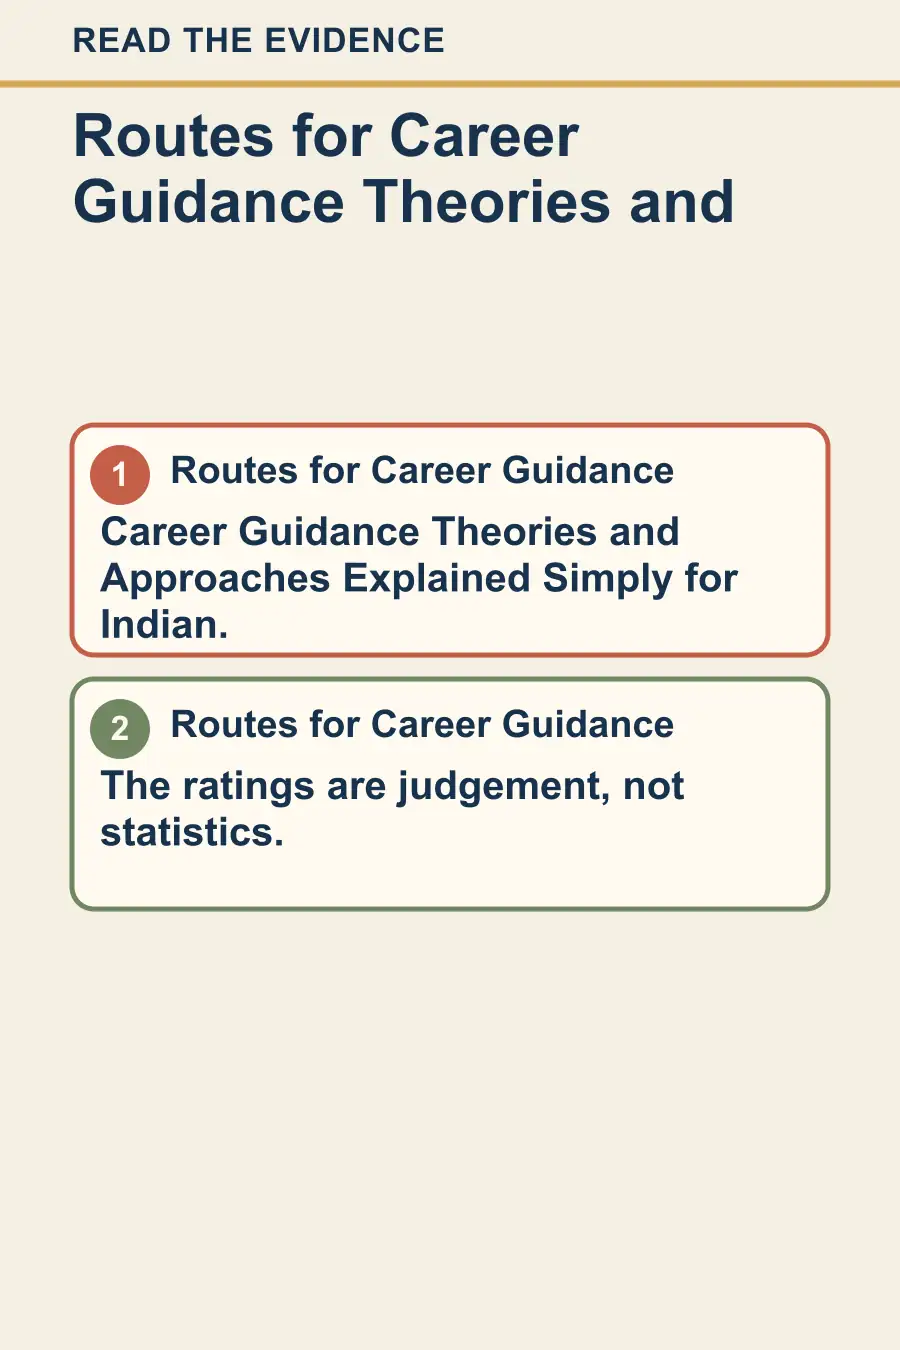 READ THE EVIDENCE
Routes for Career
Guidance Theories and
1
Routes for Career Guidance
Career Guidance Theories and
Approaches Explained Simply for
Indian.
2
Routes for Career Guidance
The ratings are judgement, not
statistics.